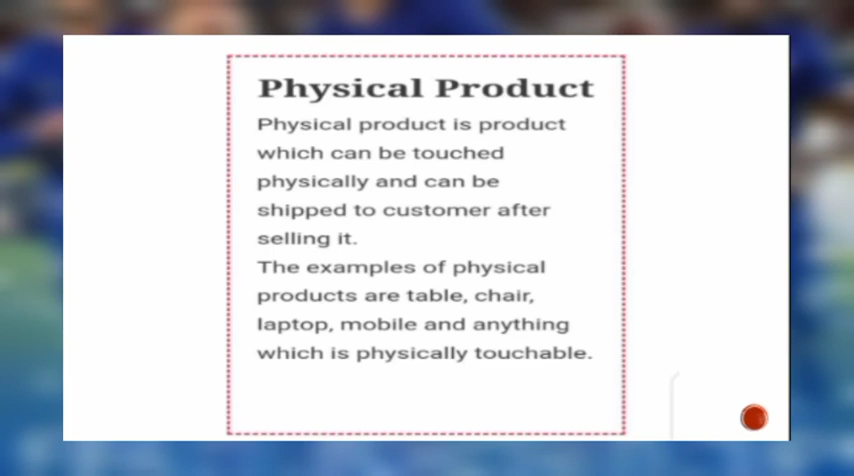 Physical Product
Physical product is product
which can be touched
physically and can be
shipped to customer after
selling it.
The examples of physical
products are table, chair,
laptop, mobile and anything
which is physically touchable.